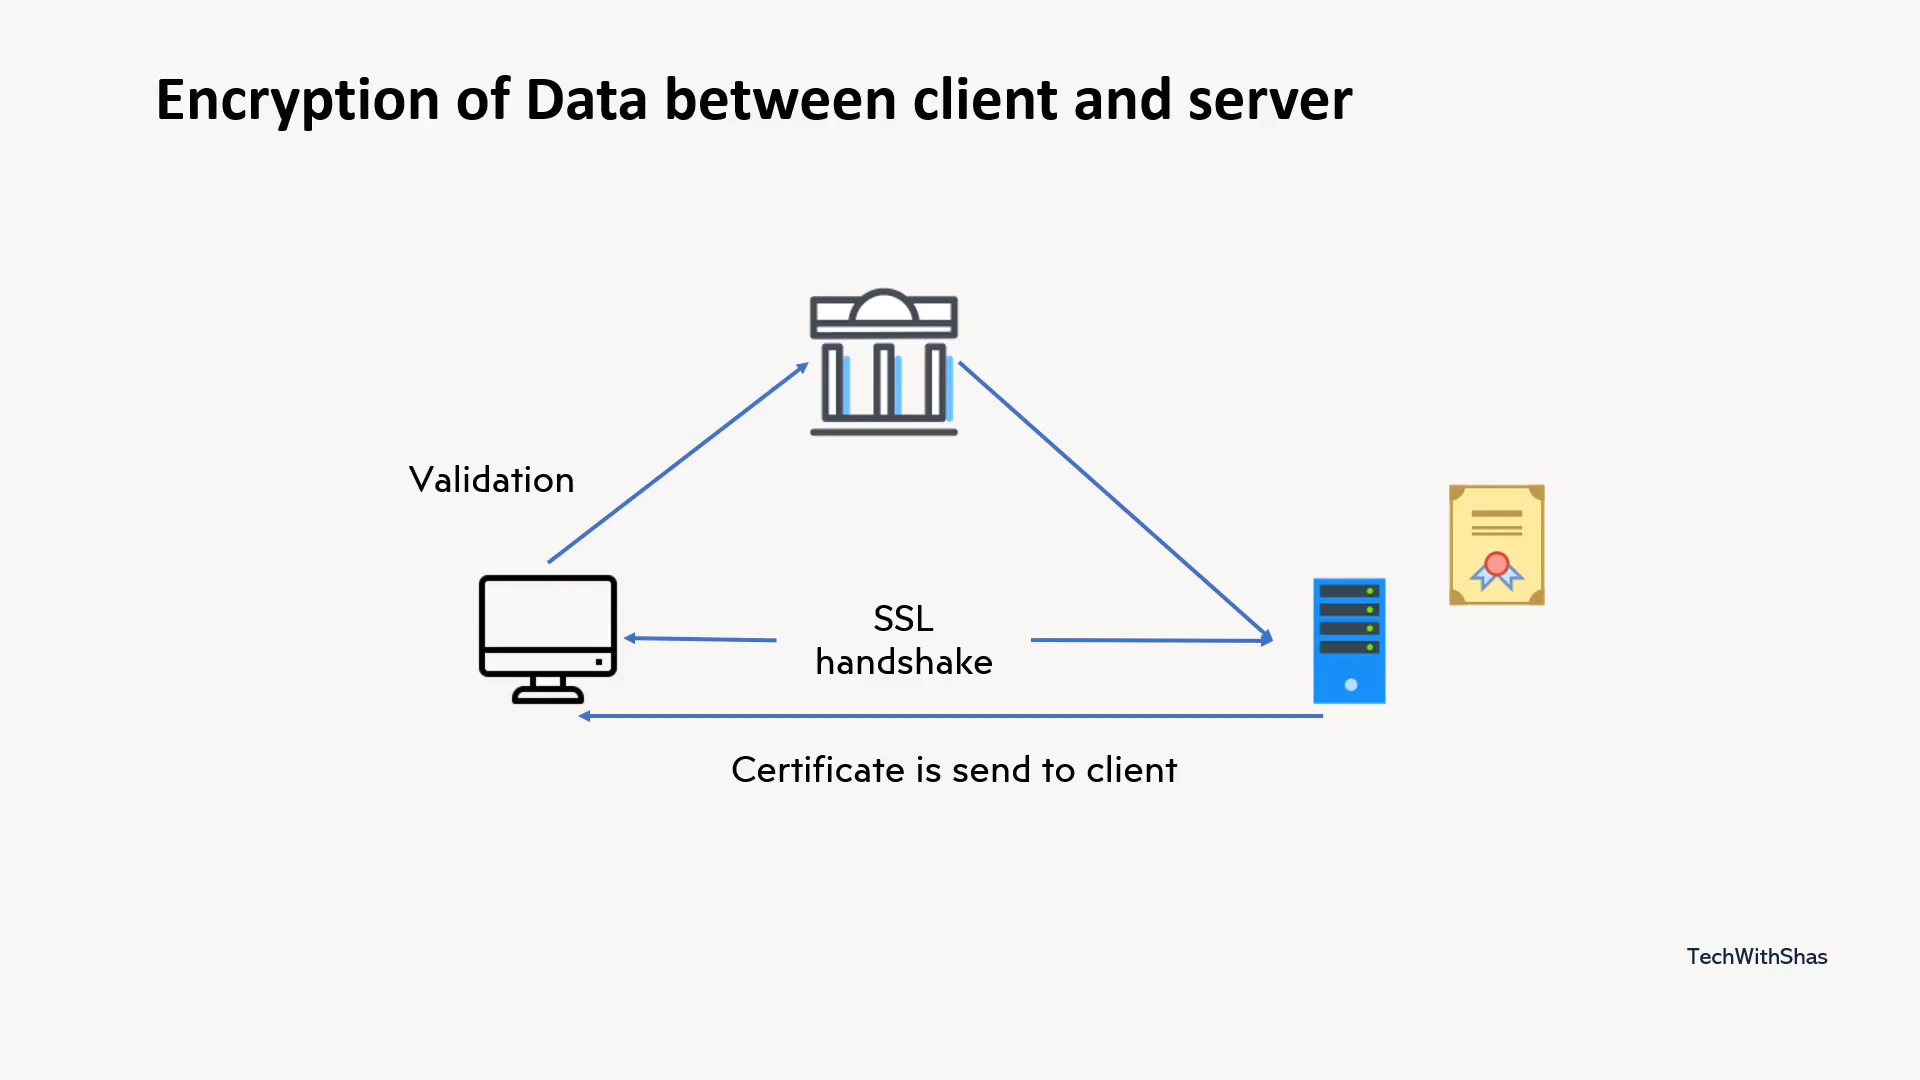 Encryption of Data between client and server
Validation
SSL
handshake
Certificate is send to client
TechWithShas